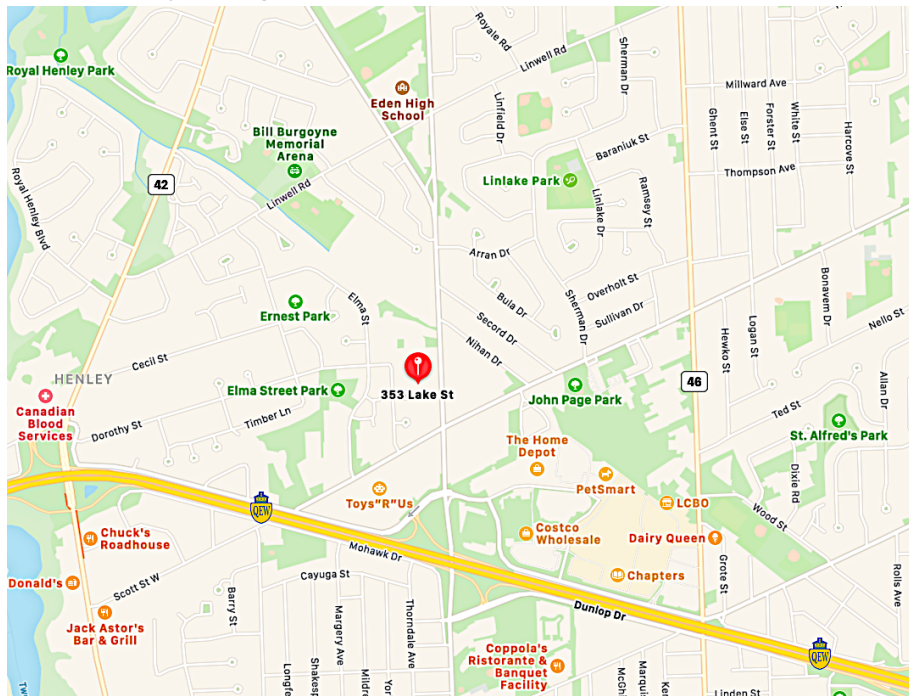 Royale Rd
Linwell Rd
Sherman Dr
Royal Henley Park
Eden High
School
Millward Ave
Linfield Dr
Ghent St
Else St
Forster St
White St
Harcove St
Bill Burgoyne
Memorial
Arena
Baraniuk St
42
Linwell Rd
Linlake Park
Thompson Ave
Royal Henley Blvd
Linlake Dr
Ramsey St
Arran Dr
Overholt St
Bonavem Dr
Elma St
Bula Dr
Sherman Dr
Ernest Park
Secord Dr
Sullivan Dr
Hewko St
Logan St
Nello St
Nihan Dr
Cecil St
HENLEY
353 Lake St
46
Allan Dr
Elma Street Park
John Page Park
Canadian
Blood
Services
Timber Ln
Ted St
Dorothy St
St. Alfred's Park
The Home
Depot
Dixie Rd
PetSmart
Toys"R"Us
LCBO
QEW
Wood St
Chuck's
Roadhouse
Costco
Wholesale
Dairy Queen
Mohawk Dr
Grote St
Rolls Ave
Donald's
Scott St W
Cayuga St
Chapters
Barry St
Dunlop Dr
Jack Astor's
Bar & Grill
Margery Ave
Thorndale Ave
QEW
Coppola's
Ristorante &
Banquet
Facility
Linden St